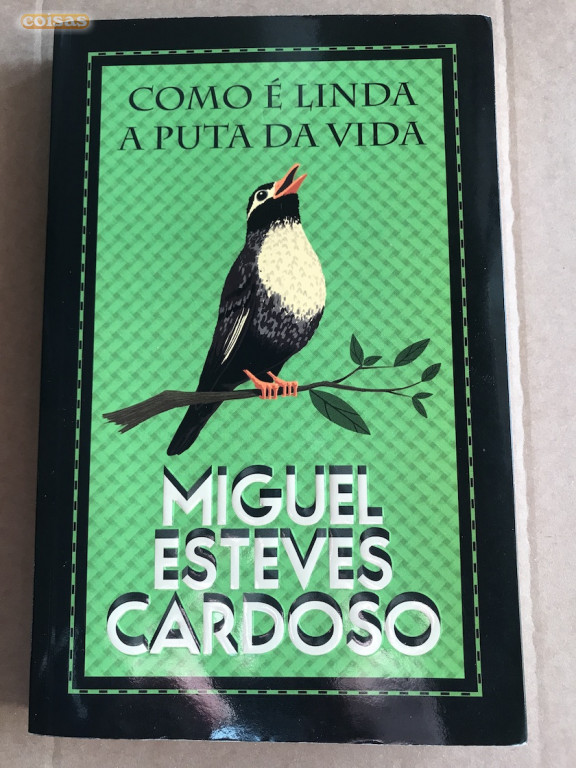 coisas
COMO É LINDA
A PUTA DA VIDA
MIGUEL
ESTEVES
CARDOSO